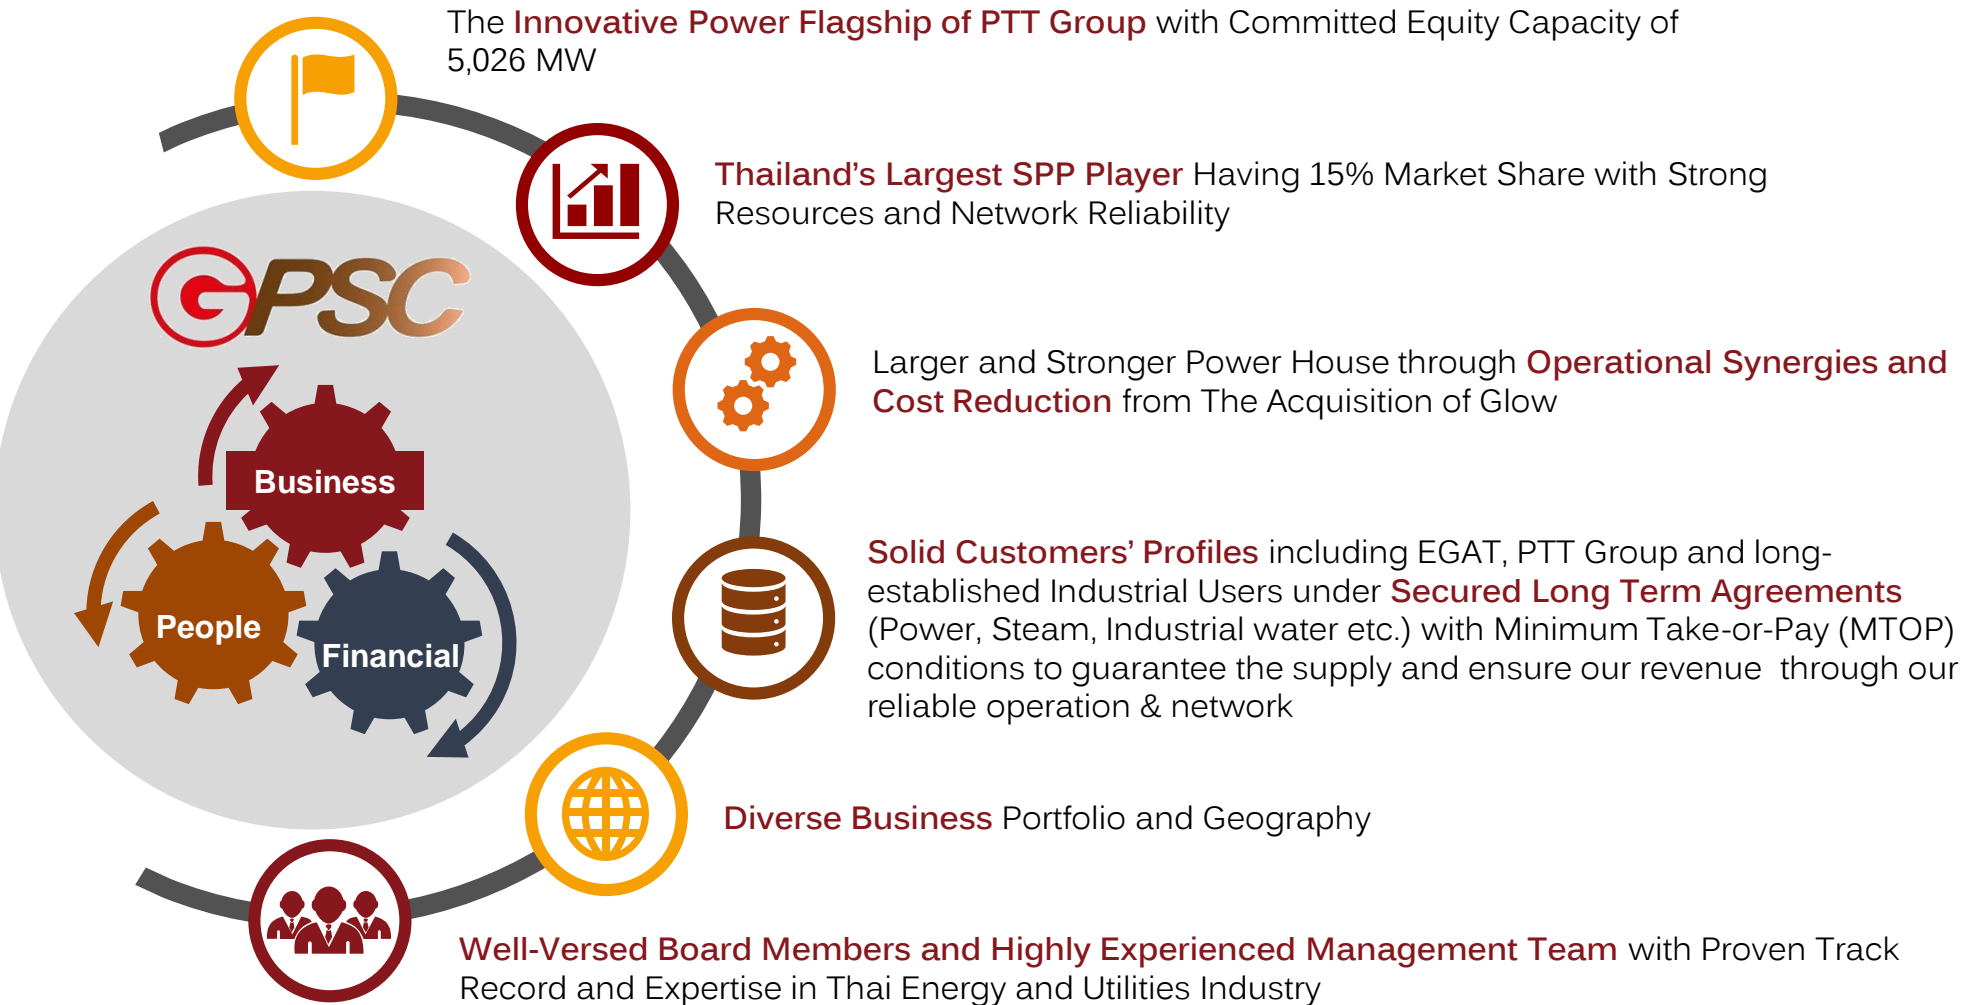 The Innovative Power Flagship of PTT Group with Committed Equity Capacity of
5,026 MW
Thailand's Largest SPP Player Having 15% Market Share with Strong
Resources and Network Reliability
GPSC
Larger and Stronger Power House through Operational Synergies and
Cost Reduction from The Acquisition of Glow
Business
People
Financial
Solid Customers' Profiles including EGAT, PTT Group and long-
established Industrial Users under Secured Long Term Agreements
(Power, Steam, Industrial water etc.) with Minimum Take-or-Pay (MTOP)
conditions to guarantee the supply and ensure our revenue through our
reliable operation & network
Diverse Business Portfolio and Geography
Well-Versed Board Members and Highly Experienced Management Team with Proven Track
Record and Expertise in Thai Energy and Utilities Industry